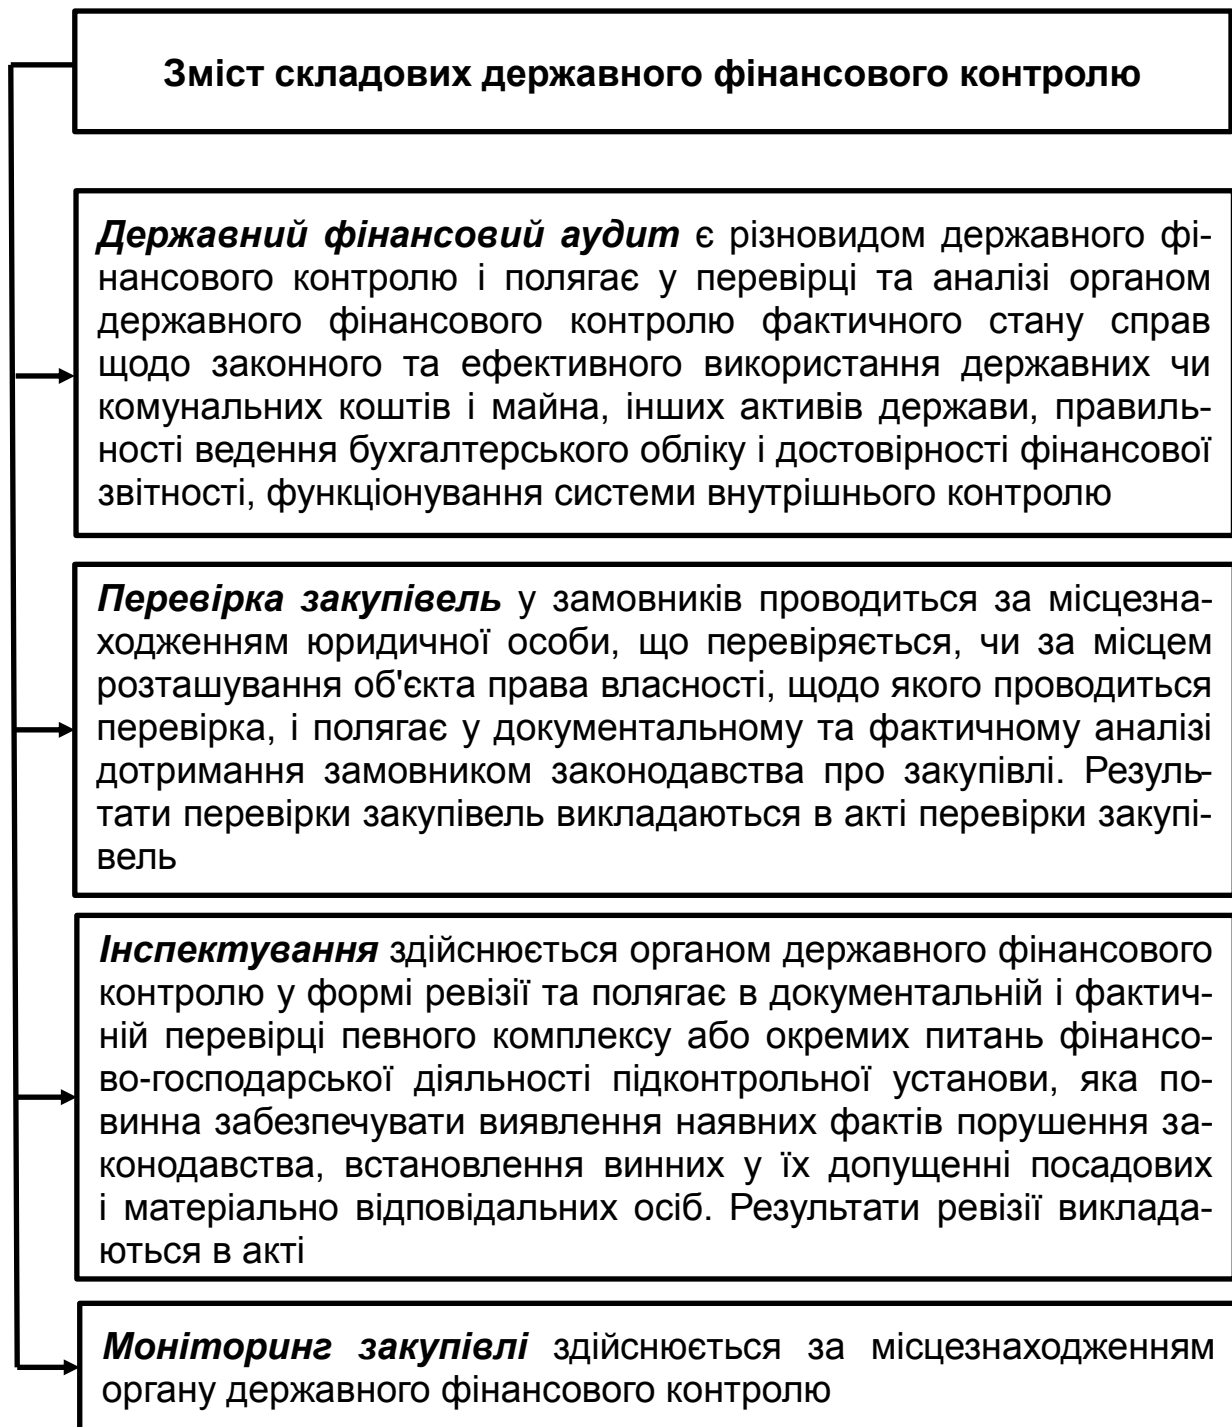 Зміст складових державного фінансового контролю
Державний фінансовий аудит є різновидом державного фі-
нансового контролю і полягає у перевірці та аналізі органом
державного фінансового контролю фактичного стану справ
щодо законного та ефективного використання державних чи
комунальних коштів і майна, інших активів держави, правиль-
ності ведення бухгалтерського обліку і достовірності фінансової
звітності, функціонування системи внутрішнього контролю
Перевірка закупівель у замовників проводиться за місцезна-
ходженням юридичної особи, що перевіряється, чи за місцем
розташування об'єкта права власності, щодо якого проводиться
перевірка, і полягає у документальному та фактичному аналізі
дотримання замовником законодавства про закупівлі. Резуль-
тати перевірки закупівель викладаються в акті перевірки закупі-
вель
Інспектування здійснюється органом державного фінансового
контролю у формі ревізії та полягає в документальній і фактич-
ній перевірці певного комплексу або окремих питань фінансо-
во-господарської діяльності підконтрольної установи, яка по-
винна забезпечувати виявлення наявних фактів порушення за-
конодавства, встановлення винних у їх допущенні посадових
і матеріально відповідальних осіб. Результати ревізії виклада-
ються в акті
Моніторинг закупівлі здійснюється за місцезнаходженням
органу державного фінансового контролю